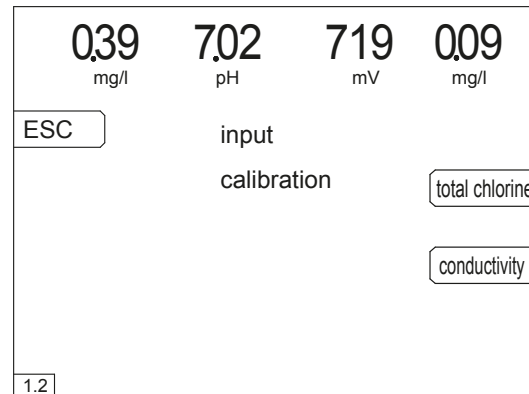 0.39 7.02 719 0.09
mg/l pH mV mg/l
ESC
input
calibration
total chlorine
conductivity
1.2